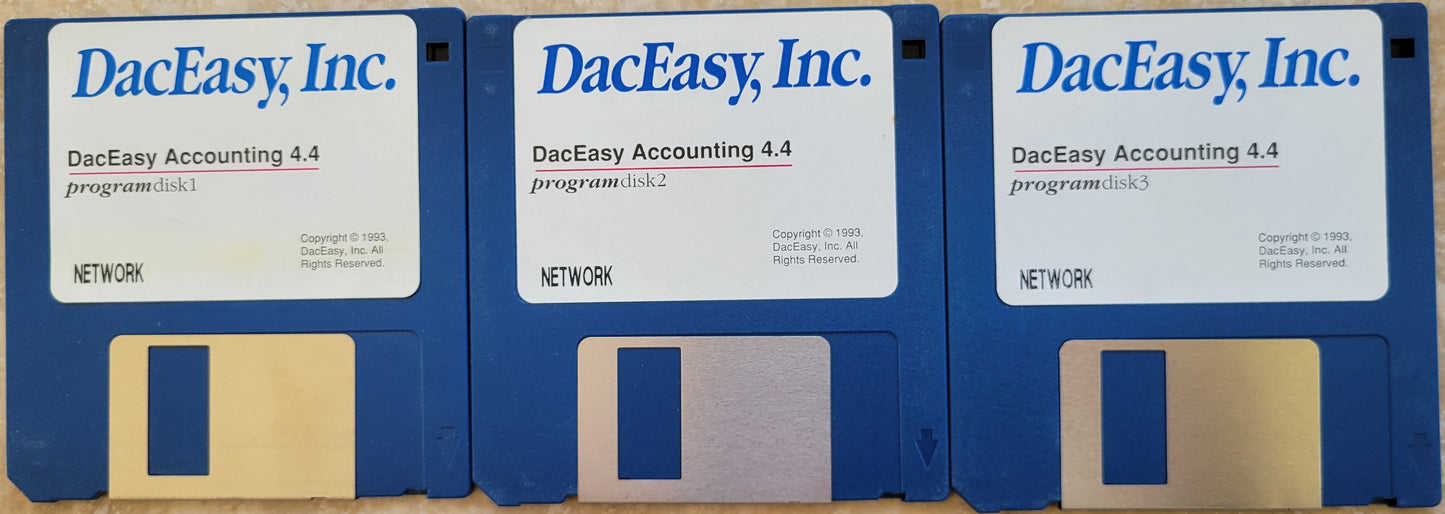 DacEasy, Inc.
DacEasy Accounting 4.4
programdisk1
Copyright © 1993,
DacEasy, Inc. All
Rights Reserved.
NETWORK
DacEasy, Inc.
DacEasy Accounting 4.4
programdisk2
Copyright © 1993,
DacEasy, Inc. All
Rights Reserved.
NETWORK
DacEasy, Inc.
DacEasy Accounting 4.4
programdisk3
Copyright © 1993,
DacEasy, Inc. All
Rights Reserved.
NETWORK